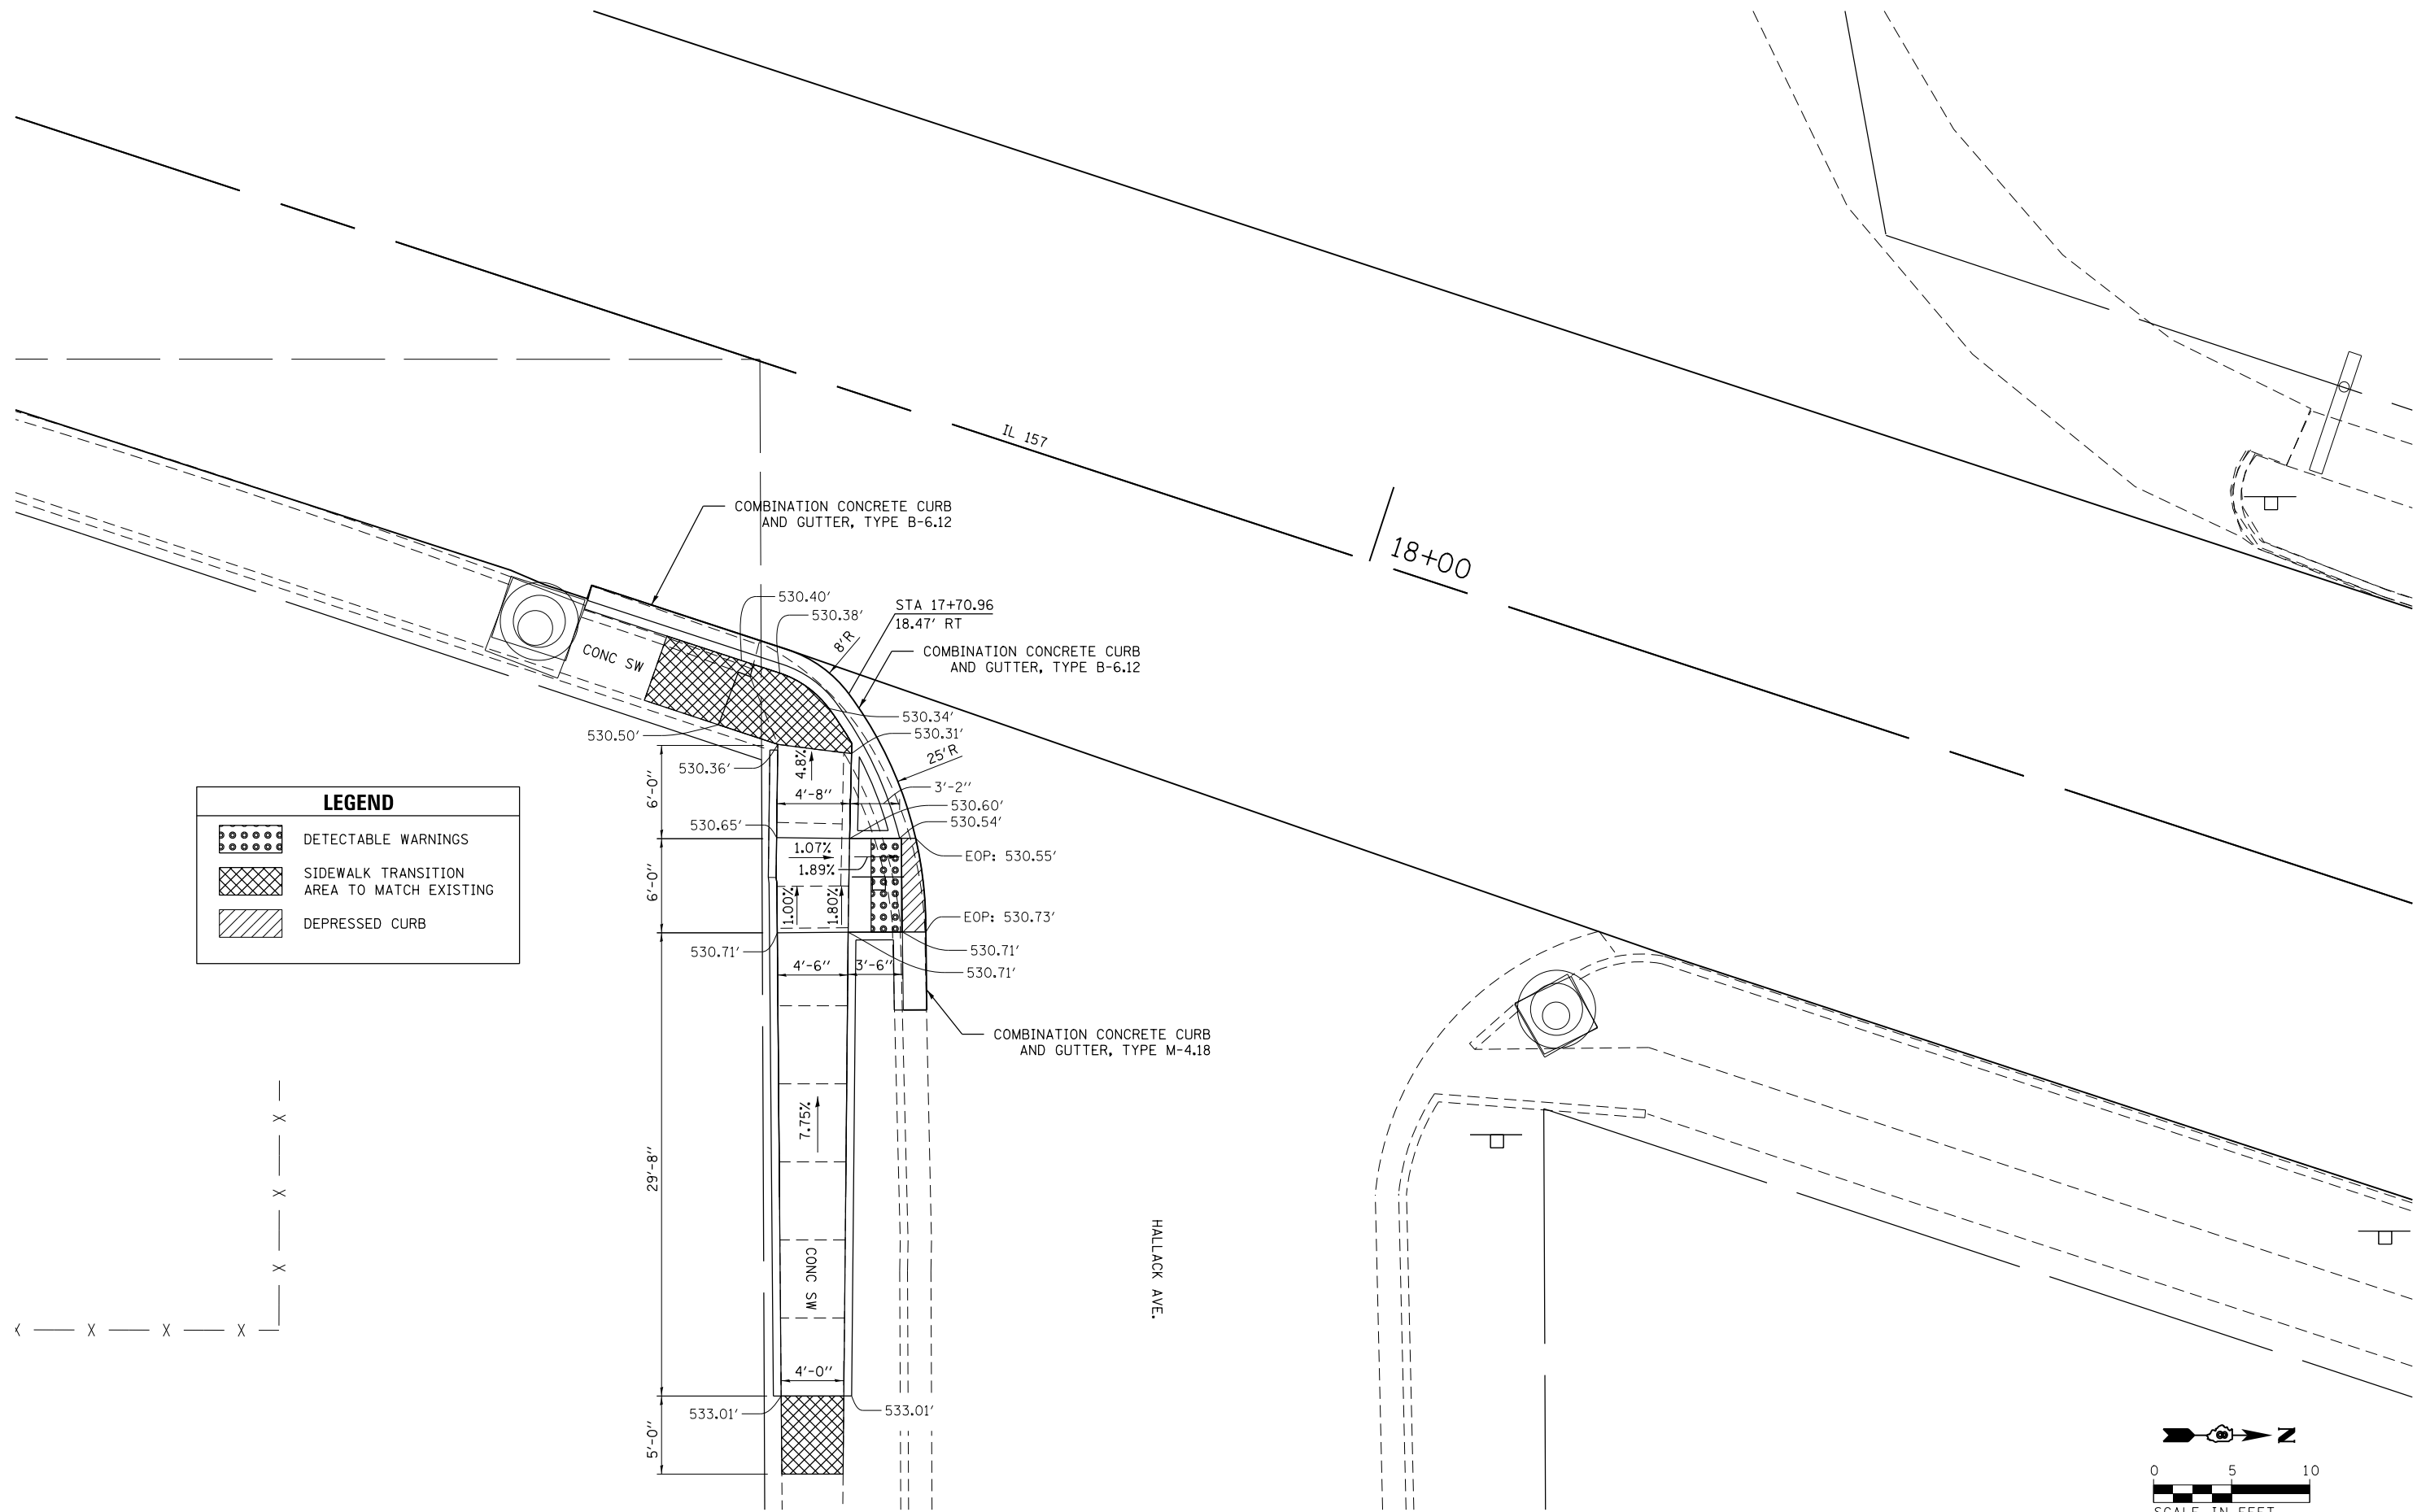 IL 157
COMBINATION CONCRETE CURB
AND GUTTER, TYPE B-6.12
18+00
530.40'
530.38'
STA 17+70.96
18.47' RT
8'R
COMBINATION CONCRETE CURB
AND GUTTER, TYPE B-6.12
CONC SW
530.34'
530.31'
530.50'
25'R
530.36'
4.8%
6'-0"
4'-8"
3'-2"
530.60'
530.54'
530.65'
1.07%
EOP: 530.55'
1.89%
6'-0"
1.00%
1.80%
EOP: 530.73'
530.71'
530.71'
530.71'
4'-6"
3'-6"
COMBINATION CONCRETE CURB
AND GUTTER, TYPE M-4.18
7.75%
29'-8"
CONC SW
HALLACK AVE.
4'-0"
533.01'
533.01'
5'-0"
LEGEND
DETECTABLE WARNINGS
SIDEWALK TRANSITION
AREA TO MATCH EXISTING
DEPRESSED CURB
X
X
X
X
X
X
X
N
0 5 10
SCALE IN FEET